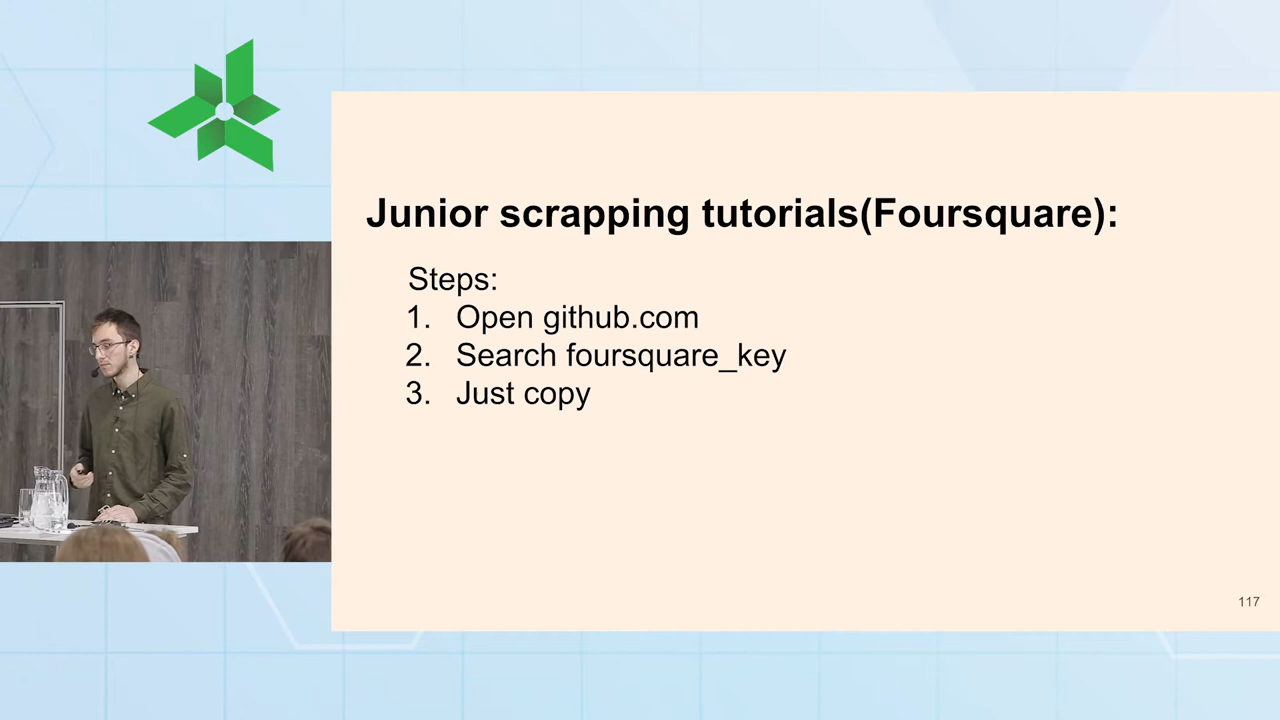 Junior scrapping tutorials(Foursquare):
Steps:
1. Open github.com
2. Search foursquare_key
3. Just copy
117